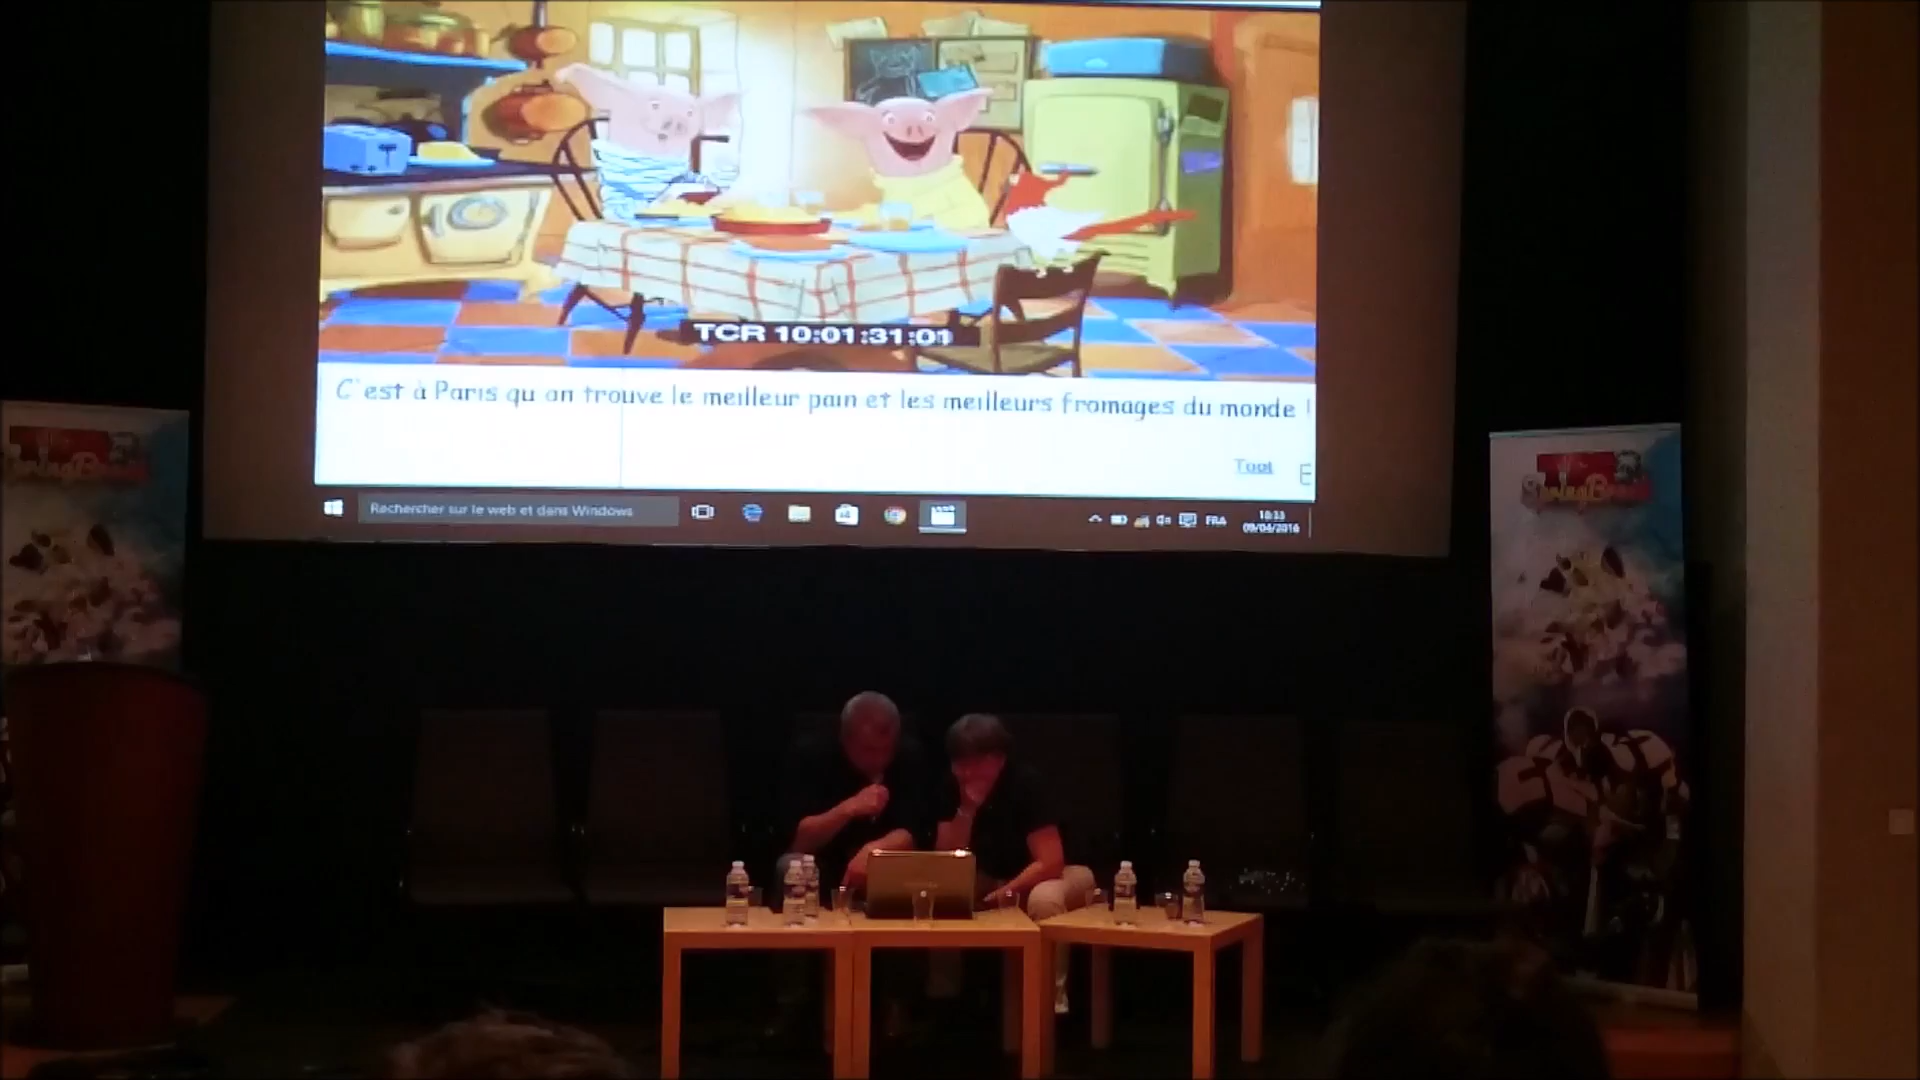 TCR 10:01:31:01
C'est à Paris qu on trouve le meilleur pain et les meilleurs fromages du monde !
Toot
Rechercher sur le web et dans Windows
FRA
18:33
09/04/2016